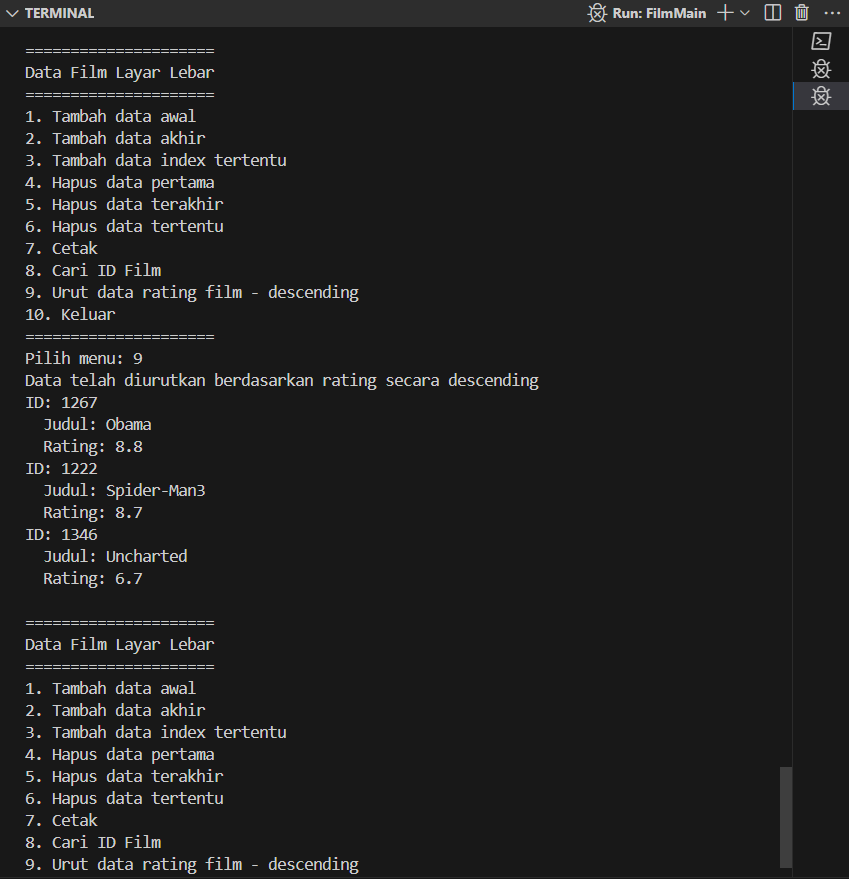 TERMINAL
Run: FilmMain
=====================
Data Film Layar Lebar
=====================
1. Tambah data awal
2. Tambah data akhir
3. Tambah data index tertentu
4. Hapus data pertama
5. Hapus data terakhir
6. Hapus data tertentu
7. Cetak
8. Cari ID Film
9. Urut data rating film - descending
10. Keluar
=====================
Pilih menu: 9
Data telah diurutkan berdasarkan rating secara descending
ID: 1267
  Judul: Obama
  Rating: 8.8
ID: 1222
  Judul: Spider-Man3
  Rating: 8.7
ID: 1346
  Judul: Uncharted
  Rating: 6.7
=====================
Data Film Layar Lebar
=====================
1. Tambah data awal
2. Tambah data akhir
3. Tambah data index tertentu
4. Hapus data pertama
5. Hapus data terakhir
6. Hapus data tertentu
7. Cetak
8. Cari ID Film
9. Urut data rating film - descending